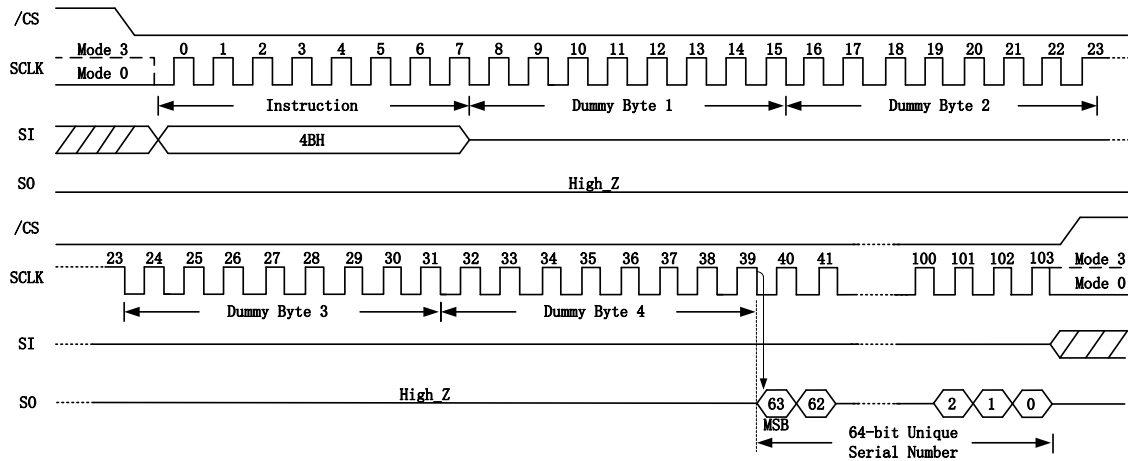 /CS
Mode 3
0 1 2 3 4 5 6 7 8 9 10 11 12 13 14 15 16 17 18 19 20 21 22 23
SCLK
Mode 0
Instruction Dummy Byte 1 Dummy Byte 2
SI
4BH
SO
High_Z
/CS
23 24 25 26 27 28 29 30 31 32 33 34 35 36 37 38 39 40 41 100 101 102 103 Mode 3
SCLK
Mode 0
Dummy Byte 3 Dummy Byte 4
SI
SO
High_Z
63 62 2 1 0
MSB
64-bit Unique
Serial Number